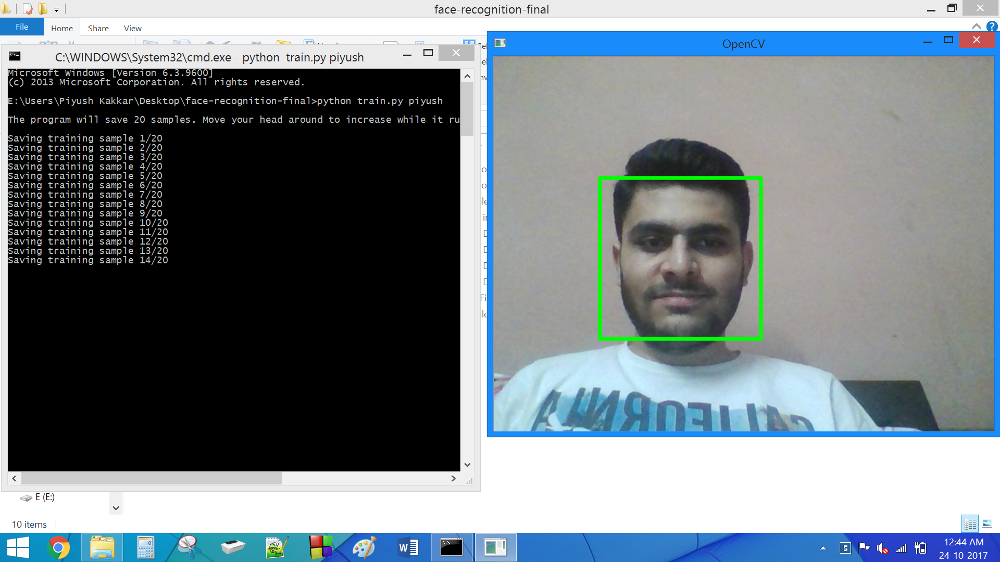 face-recognition-final
File
Home
Share
View
C:\WINDOWS\System32\cmd.exe - python  train.py piyush
OpenCV
Microsoft Windows [Version 6.3.9600]
(c) 2013 Microsoft Corporation. All rights reserved.
E:\Users\Piyush Kakkar\Desktop\face-recognition-final>python train.py piyush
The program will save 20 samples. Move your head around to increase while it ru
Saving training sample 1/20
Saving training sample 2/20
Saving training sample 3/20
Saving training sample 4/20
Saving training sample 5/20
Saving training sample 6/20
Saving training sample 7/20
Saving training sample 8/20
Saving training sample 9/20
Saving training sample 10/20
Saving training sample 11/20
Saving training sample 12/20
Saving training sample 13/20
Saving training sample 14/20
CALIFORNIA
E (E:)
10 items
12:44 AM
24-10-2017